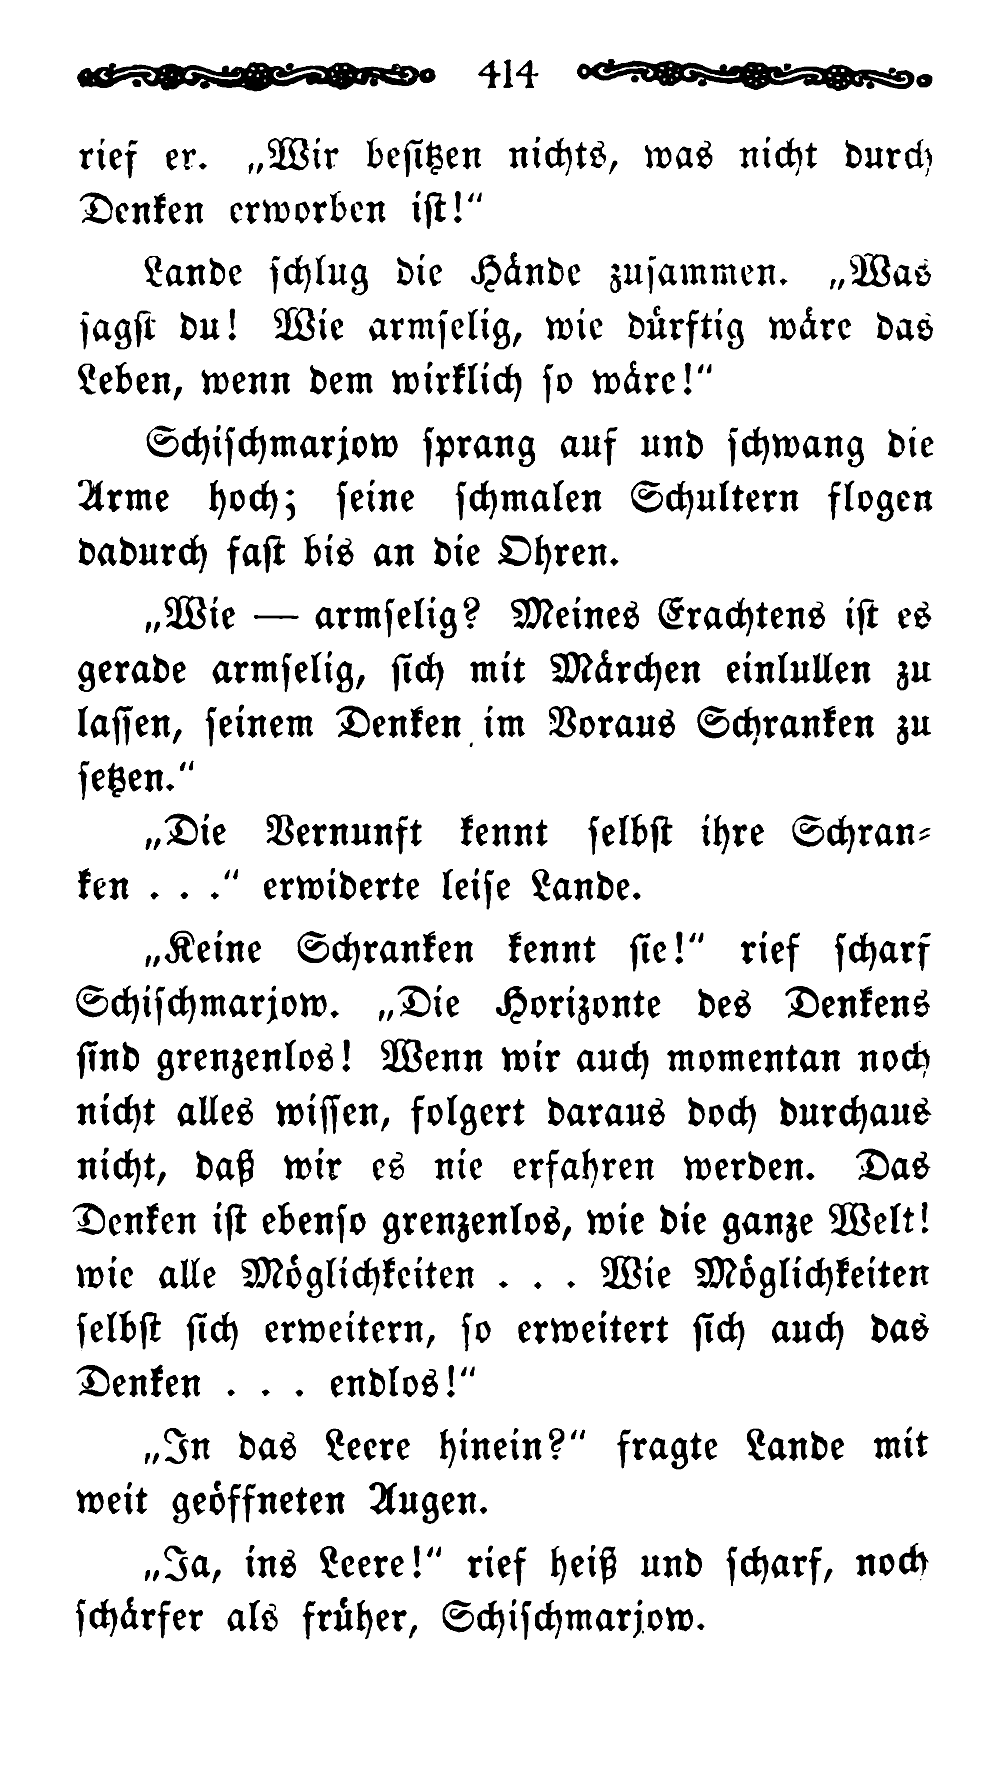 414
rief er. „Wir besitzen nichts, was nicht durch
Denken erworben ist!“
Lande schlug die Hände zusammen. „Was
sagst du! Wie armselig, wie dürftig wäre das
Leben, wenn dem wirklich so wäre!“
Schischmarjow sprang auf und schwang die
Arme hoch; seine schmalen Schultern flogen
dadurch fast bis an die Ohren.
„Wie — armselig? Meines Erachtens ist es
gerade armselig, sich mit Märchen einlullen zu
lassen, seinem Denken im Voraus Schranken zu
setzen.“
„Die Vernunft kennt selbst ihre Schran-
ken . . .“ erwiderte leise Lande.
„Keine Schranken kennt sie!“ rief scharf
Schischmarjow. „Die Horizonte des Denkens
sind grenzenlos! Wenn wir auch momentan noch
nicht alles wissen, folgert daraus doch durchaus
nicht, daß wir es nie erfahren werden. Das
Denken ist ebenso grenzenlos, wie die ganze Welt!
wie alle Möglichkeiten . . . Wie Möglichkeiten
selbst sich erweitern, so erweitert sich auch das
Denken . . . endlos!“
„In das Leere hinein?“ fragte Lande mit
weit geöffneten Augen.
„Ja, ins Leere!“ rief heiß und scharf, noch
schärfer als früher, Schischmarjow.